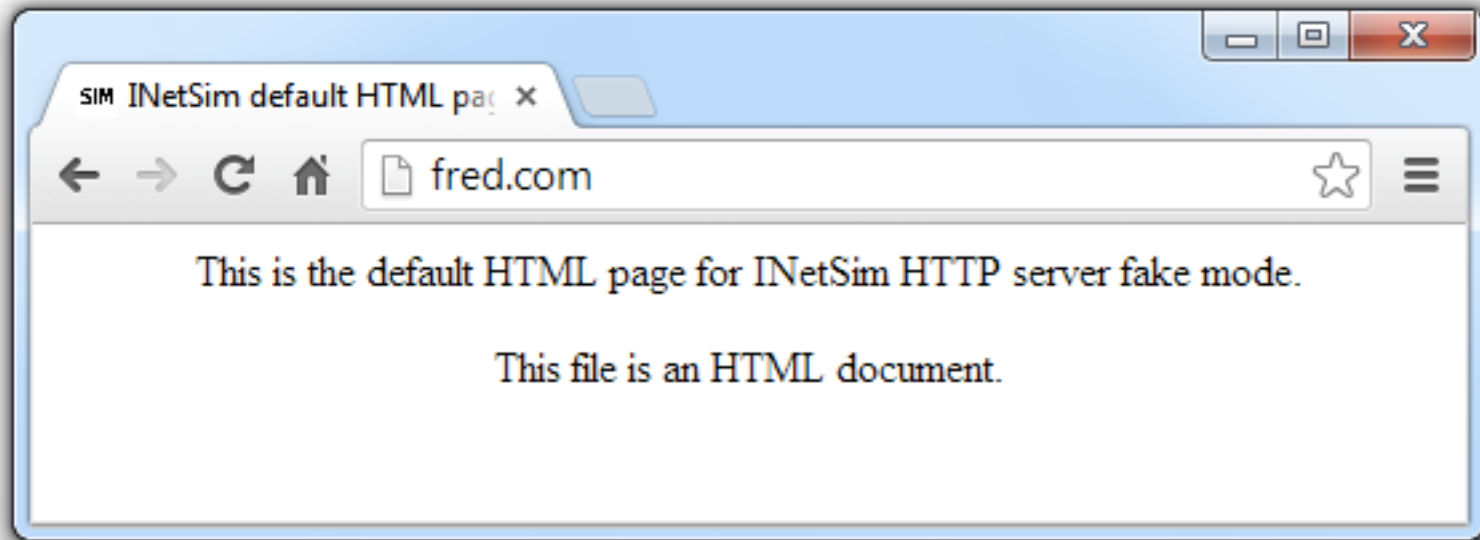 SIM INetSim default HTML pag
fred.com
This is the default HTML page for INetSim HTTP server fake mode.
This file is an HTML document.